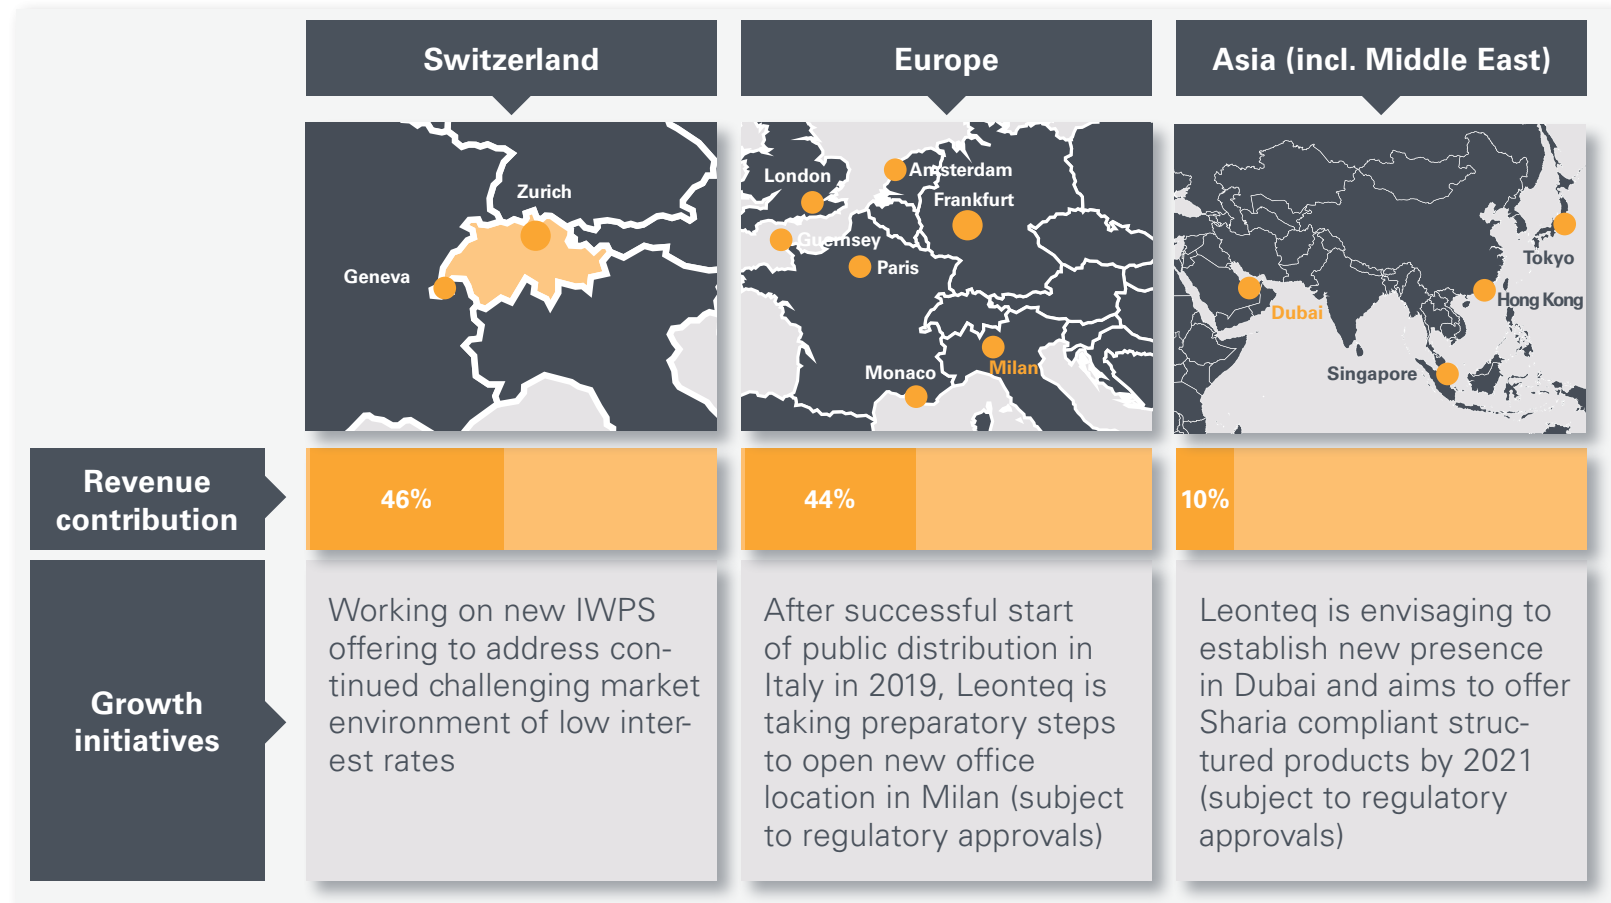 Switzerland
Europe
Asia (incl. Middle East)
Zurich
Geneva
London
Amsterdam
Frankfurt
Guernsey
Paris
Monaco
Milan
Tokyo
Hong Kong
Dubai
Singapore
Revenue
contribution
46%
44%
10%
Growth
initiatives
Working on new IWPS
offering to address con-
tinued challenging market
environment of low inter-
est rates
After successful start
of public distribution in
Italy in 2019, Leonteq is
taking preparatory steps
to open new office
location in Milan (subject
to regulatory approvals)
Leonteq is envisaging to
establish new presence
in Dubai and aims to offer
Sharia compliant struc-
tured products by 2021
(subject to regulatory
approvals)